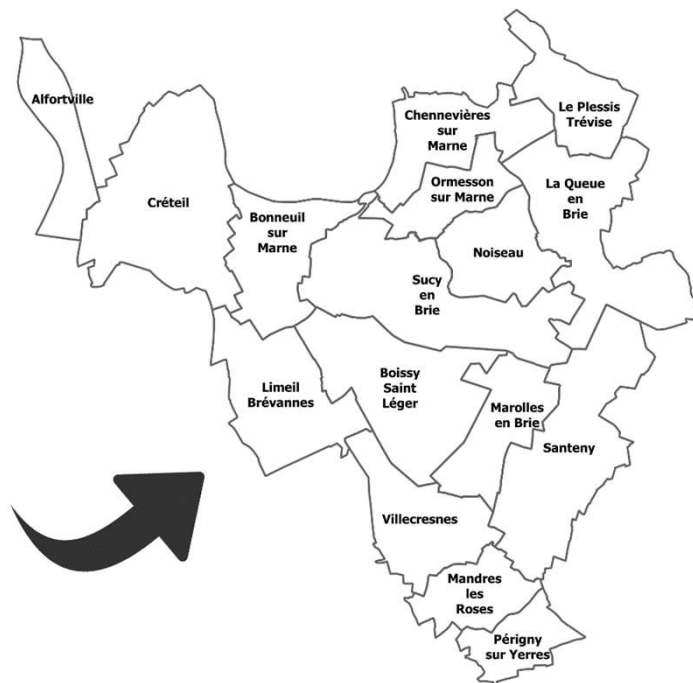 Alfortville
Le Plessis
Trévise
Chennevières
sur
Marne
Créteil
Ormesson
sur Marne
La Queue
en
Brie
Bonneuil
sur
Marne
Noiseau
Sucy
en
Brie
Limeil
Brévannes
Boissy
Saint
Léger
Marolles
en Brie
Santeny
Villecresnes
Mandres
les
Roses
Périgny
sur Yerres